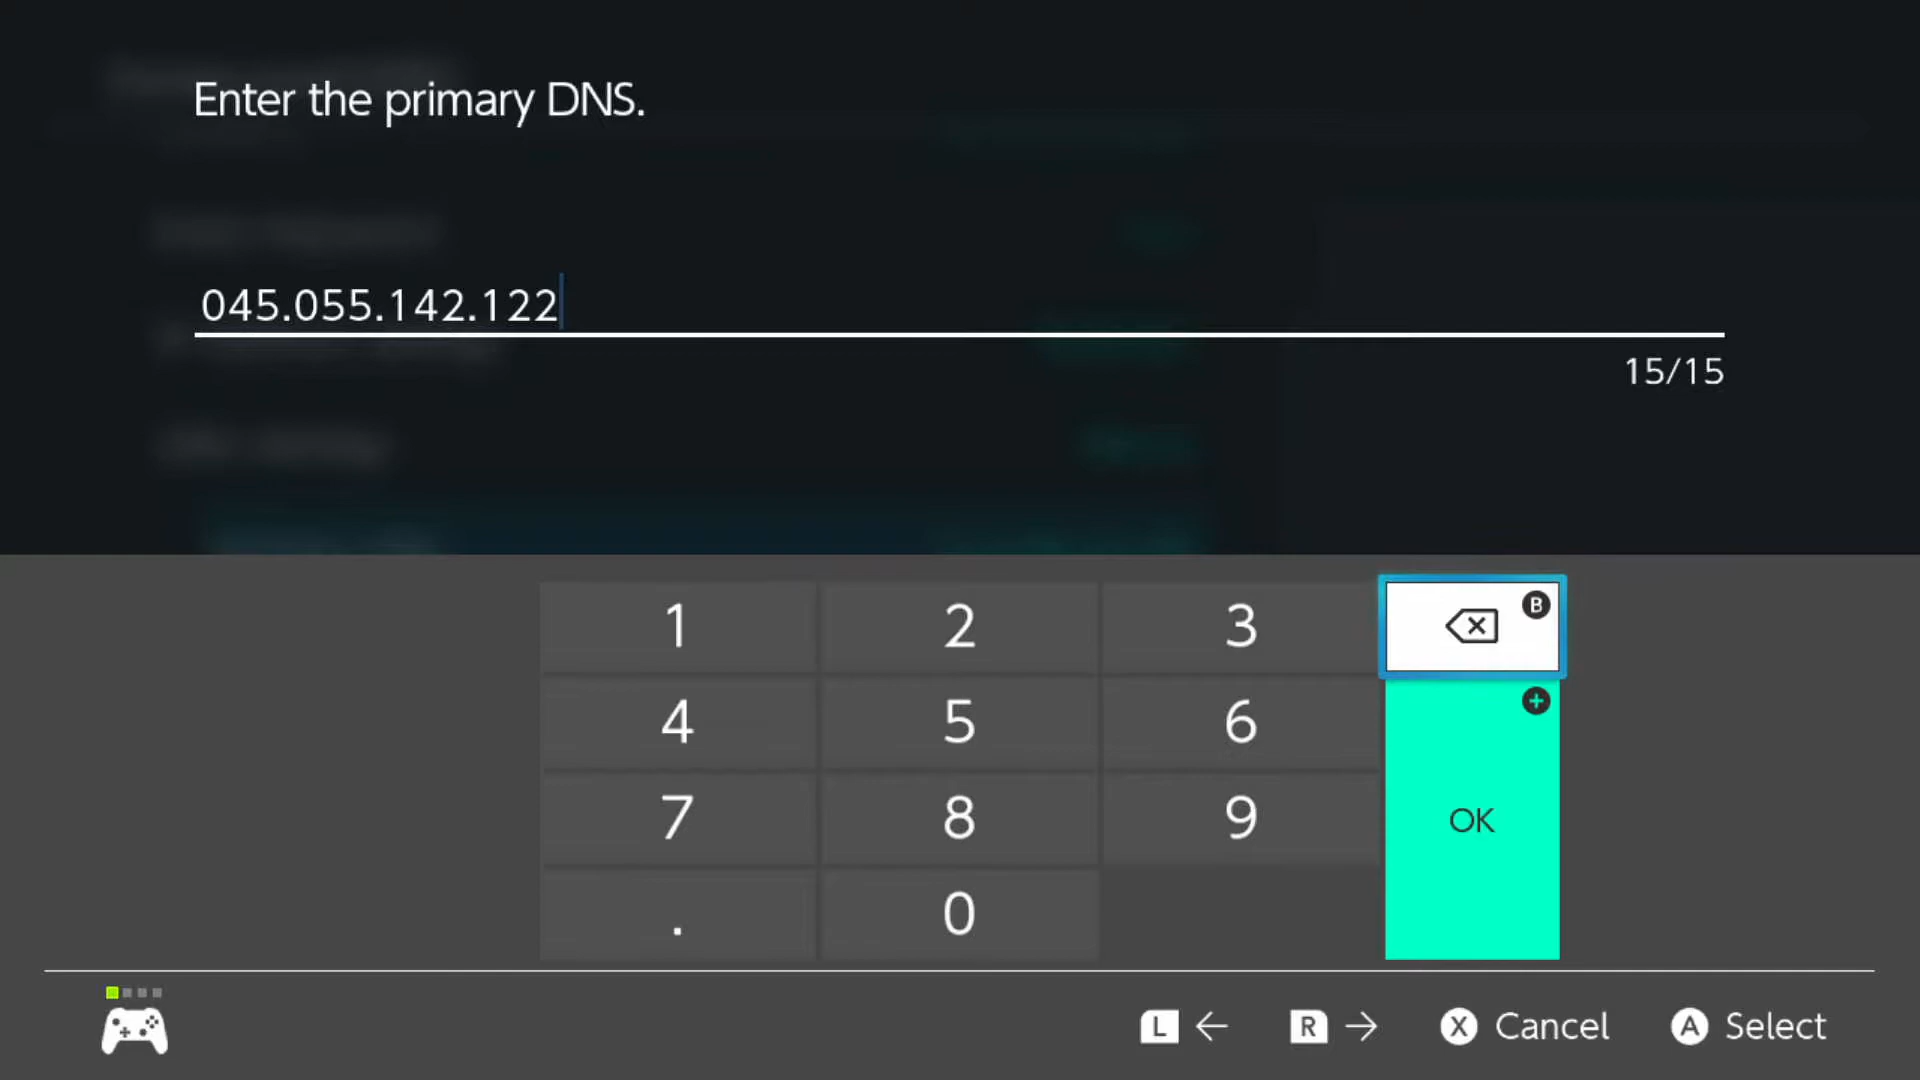 Enter the primary DNS.
045.055.142.122
15/15
1 2 3 B
4 5 6 +
7 8 9 OK
. 0
L ← R → X Cancel A Select